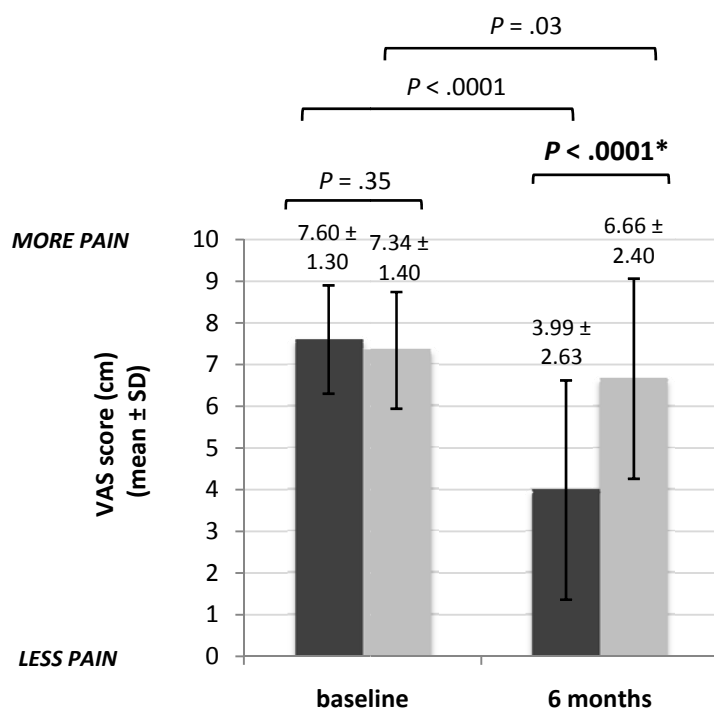 P = .03
P < .0001
P < .0001*
P = .35
MORE PAIN
10
9
8
7
6
5
4
3
2
1
0
LESS PAIN
VAS score (cm)
(mean ± SD)
7.60 ±
1.30
7.34 ±
1.40
3.99 ±
2.63
6.66 ±
2.40
baseline
6 months